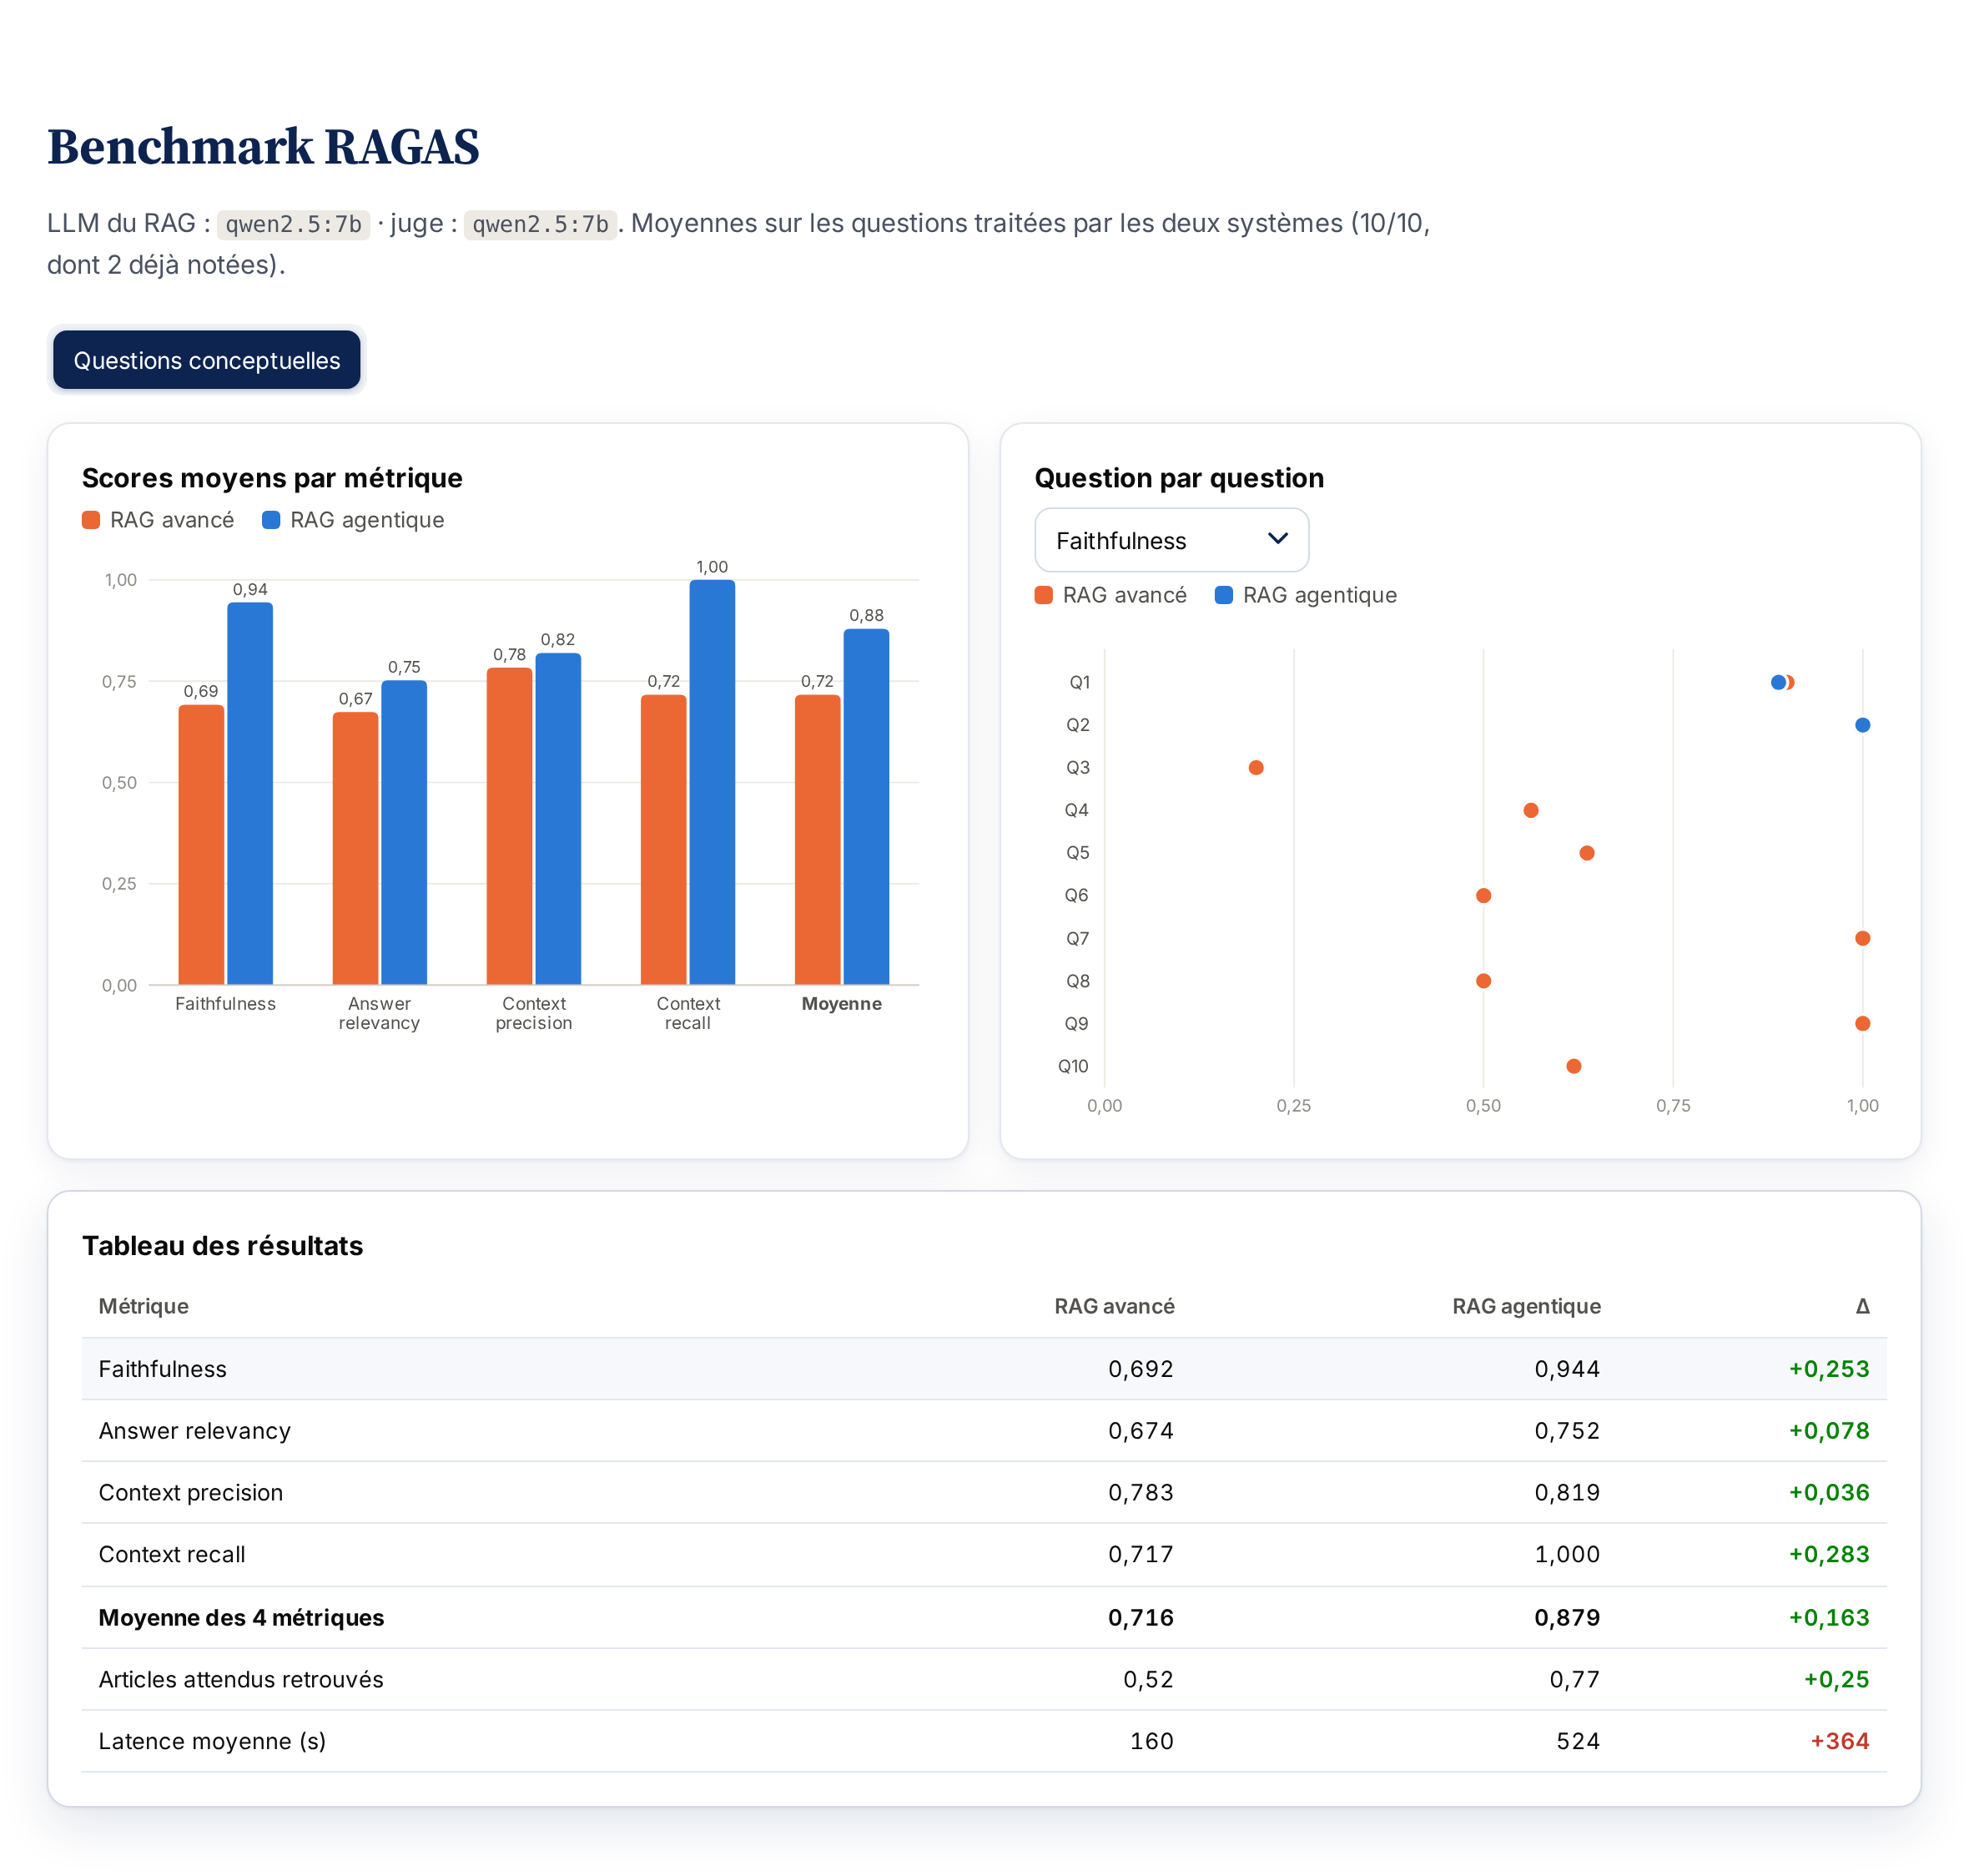 Benchmark RAGAS
LLM du RAG : qwen2.5:7b · juge : qwen2.5:7b. Moyennes sur les questions traitées par les deux systèmes (10/10,
dont 2 déjà notées).
Questions conceptuelles
Scores moyens par métrique
RAG avancé RAG agentique
1,00
0,75
0,50
0,25
0,00
0,69 0,94
0,67 0,75
0,78 0,82
0,72 1,00
0,72 0,88
Faithfulness
Answer
relevancy
Context
precision
Context
recall
Moyenne
Question par question
Faithfulness
RAG avancé RAG agentique
Q1
Q2
Q3
Q4
Q5
Q6
Q7
Q8
Q9
Q10
0,00 0,25 0,50 0,75 1,00
Tableau des résultats
Métrique RAG avancé RAG agentique Δ
Faithfulness 0,692 0,944 +0,253
Answer relevancy 0,674 0,752 +0,078
Context precision 0,783 0,819 +0,036
Context recall 0,717 1,000 +0,283
Moyenne des 4 métriques 0,716 0,879 +0,163
Articles attendus retrouvés 0,52 0,77 +0,25
Latence moyenne (s) 160 524 +364